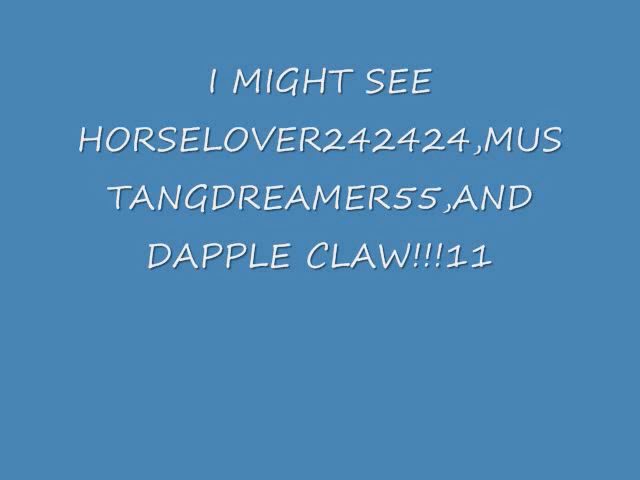 I MIGHT SEE
HORSELOVER242424,MUS
TANGDREAMER55,AND
DAPPLE CLAW!!!11